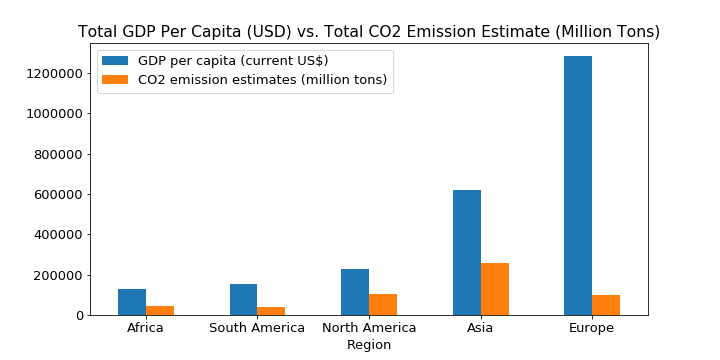 Total GDP Per Capita (USD) vs. Total CO2 Emission Estimate (Million Tons)
GDP per capita (current US$)
CO2 emission estimates (million tons)
1200000
1000000
800000
600000
400000
200000
0
Africa South America North America Asia Europe
Region